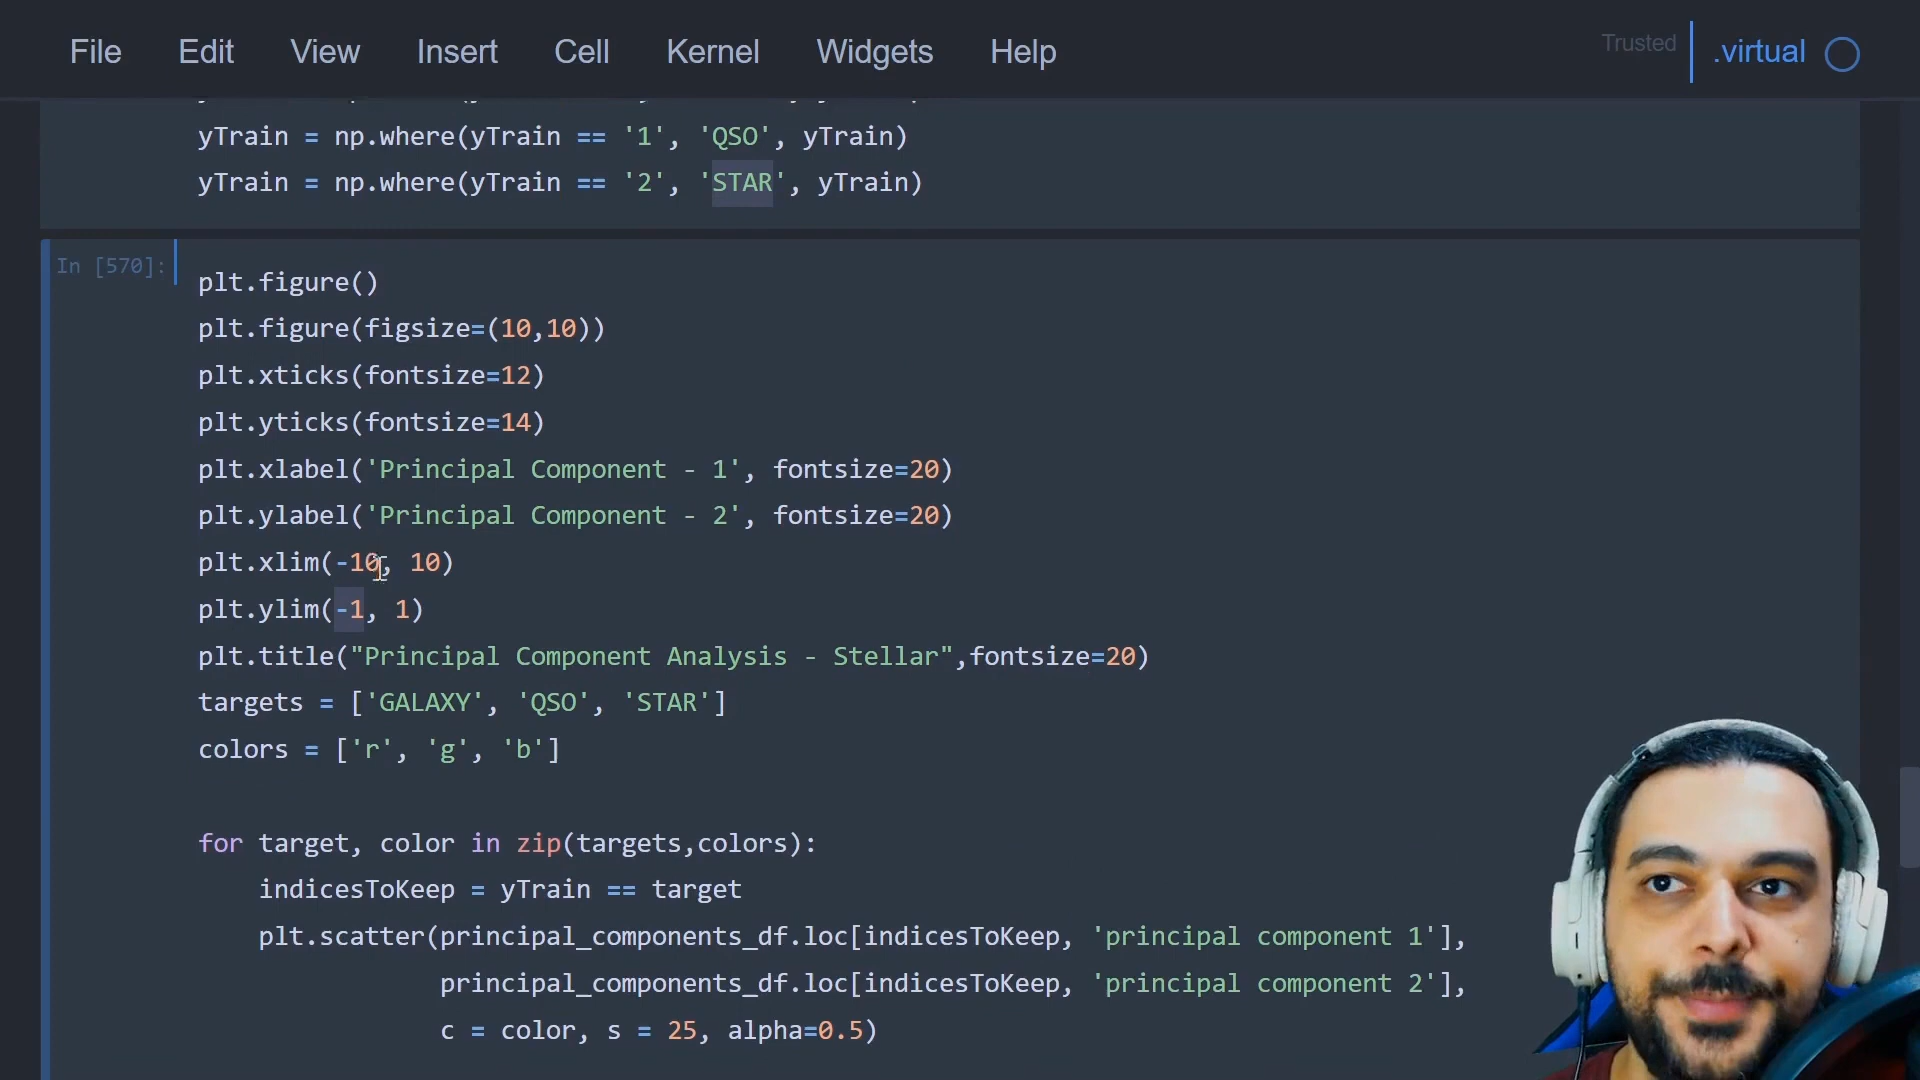 File Edit View Insert Cell Kernel Widgets Help Trusted .virtual
yTrain = np.where(yTrain == '1', 'QSO', yTrain)
yTrain = np.where(yTrain == '2', 'STAR', yTrain)
In [570]:
plt.figure()
plt.figure(figsize=(10,10))
plt.xticks(fontsize=12)
plt.yticks(fontsize=14)
plt.xlabel('Principal Component - 1', fontsize=20)
plt.ylabel('Principal Component - 2', fontsize=20)
plt.xlim(-10, 10)
plt.ylim(-1, 1)
plt.title("Principal Component Analysis - Stellar",fontsize=20)
targets = ['GALAXY', 'QSO', 'STAR']
colors = ['r', 'g', 'b']
for target, color in zip(targets,colors):
indicesToKeep = yTrain == target
plt.scatter(principal_components_df.loc[indicesToKeep, 'principal component 1'],
principal_components_df.loc[indicesToKeep, 'principal component 2'],
c = color, s = 25, alpha=0.5)